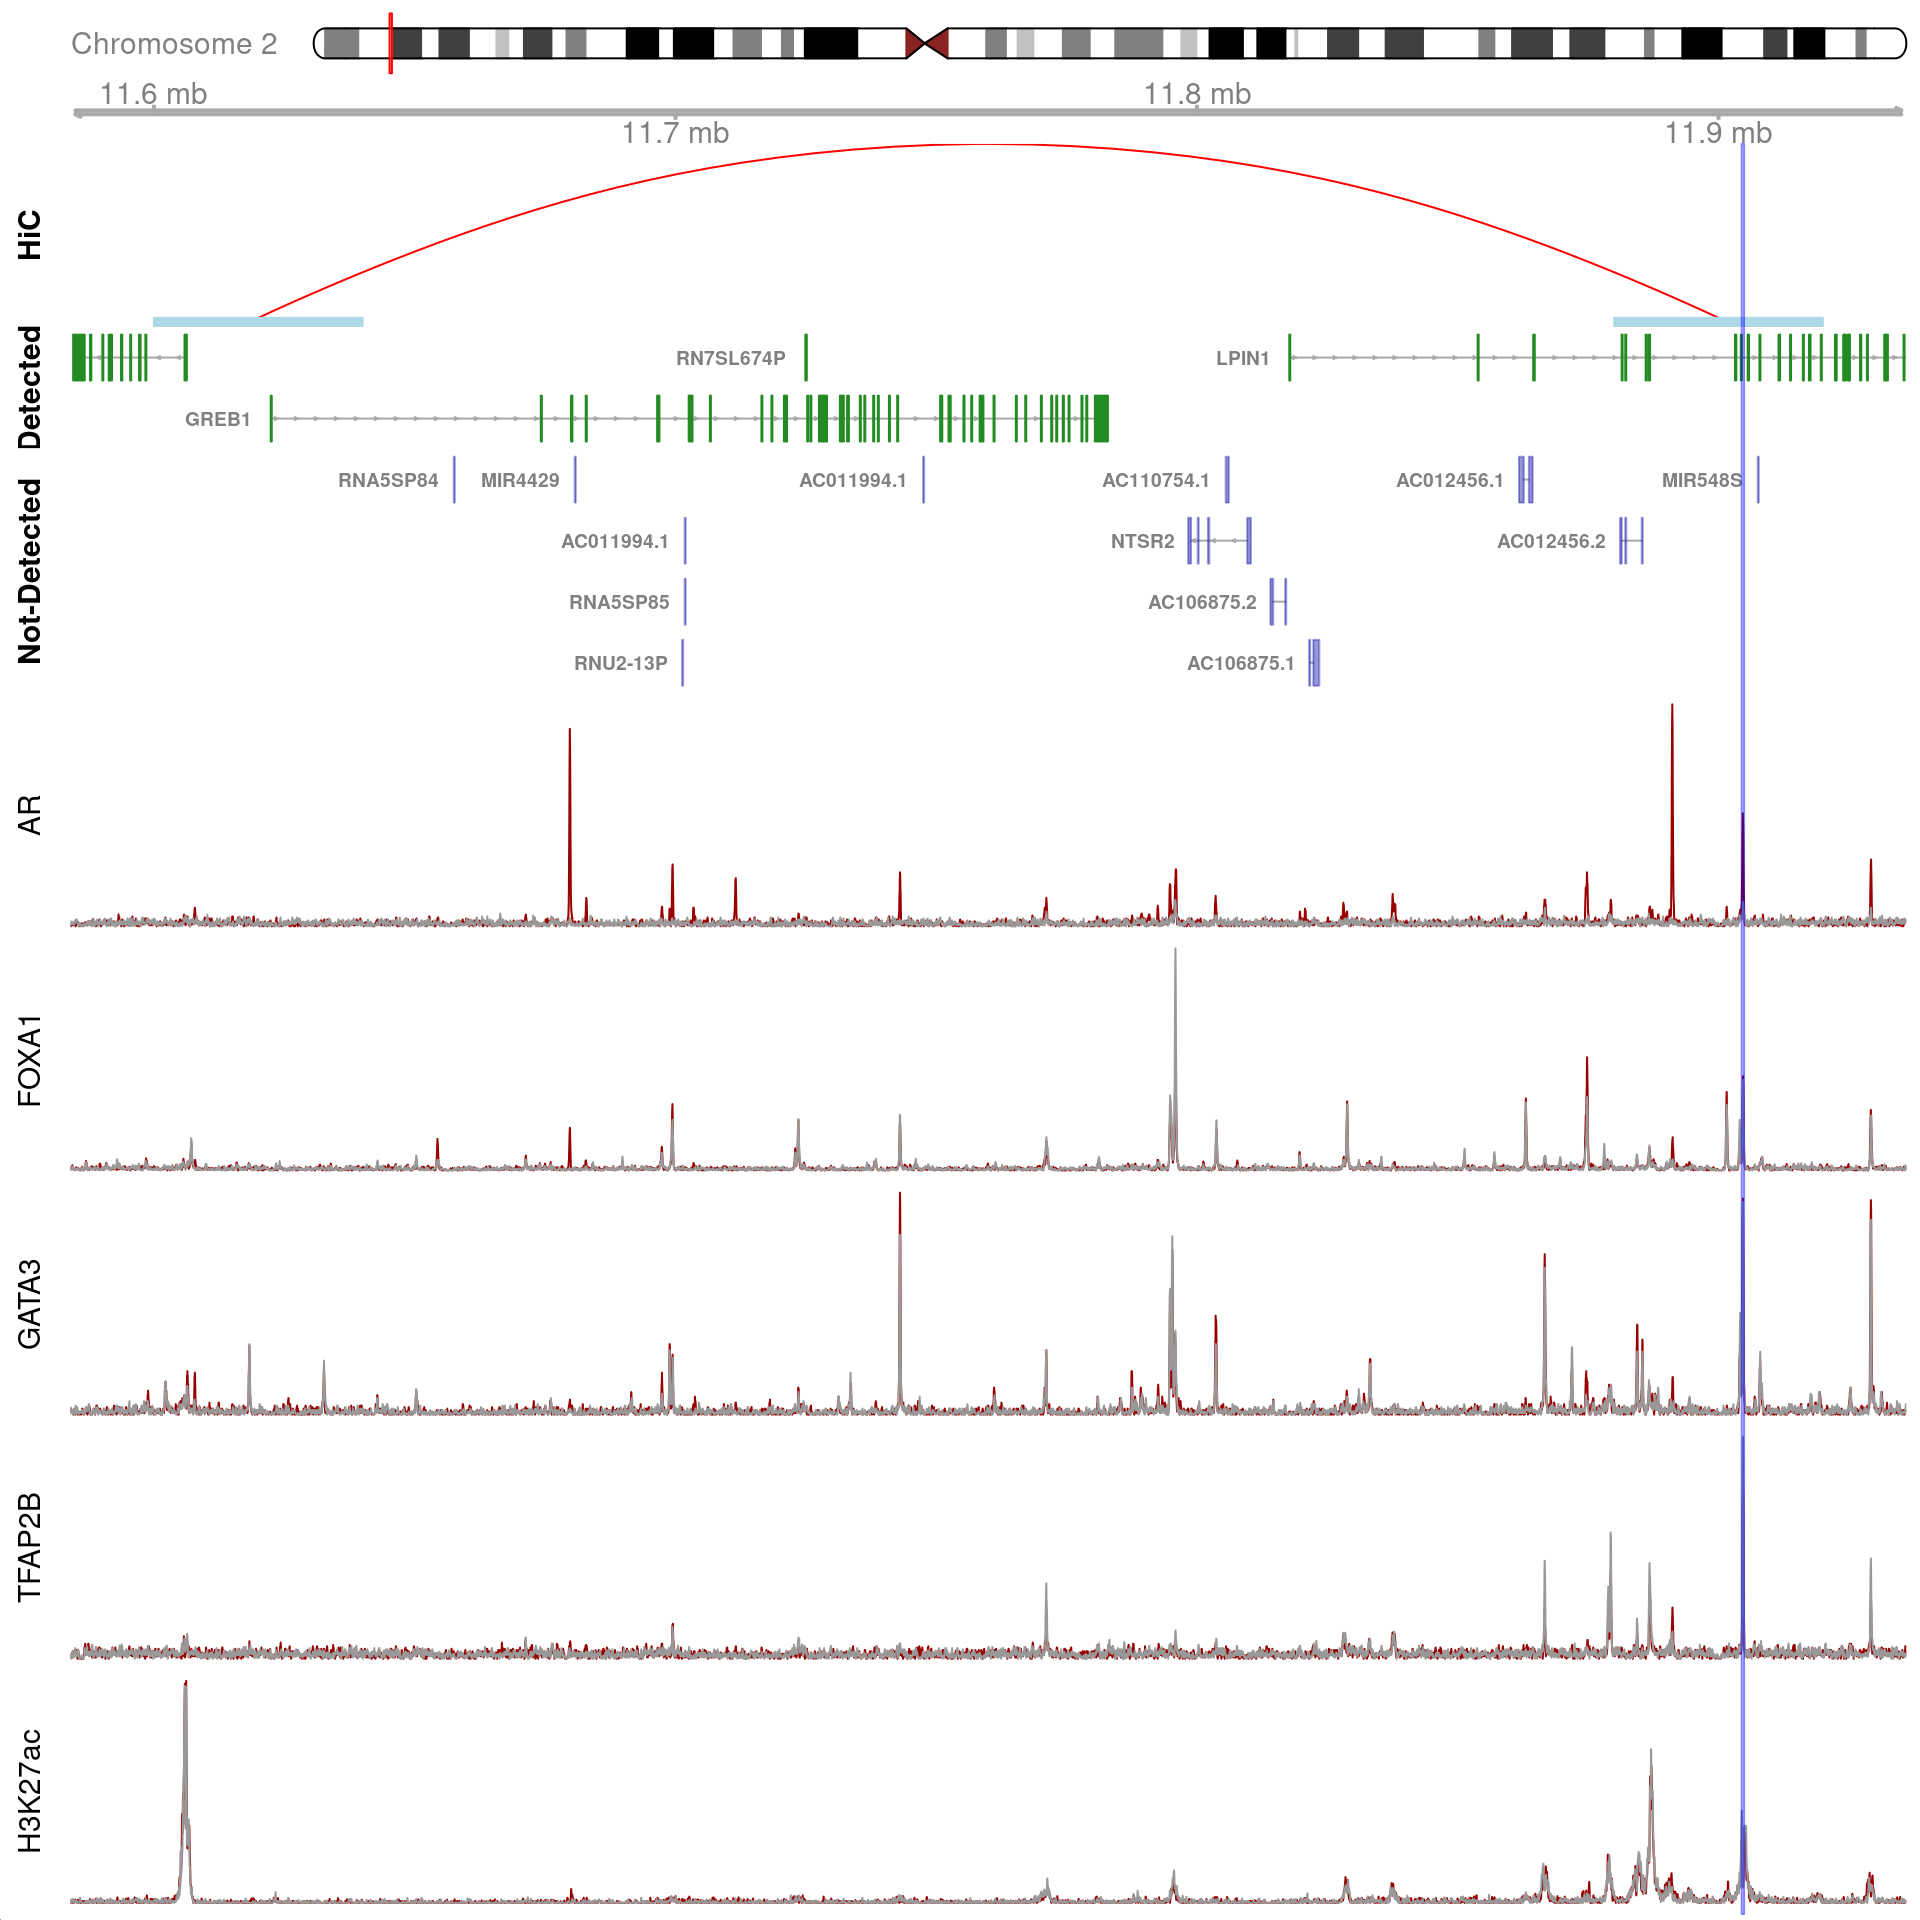 Chromosome 2
11.6 mb
11.8 mb
11.7 mb
11.9 mb
HiC
Detected
RN7SL674P
LPIN1
GREB1
Not-Detected
RNA5SP84
MIR4429
AC011994.1
AC110754.1
AC012456.1
MIR548S
AC011994.1
NTSR2
AC012456.2
RNA5SP85
AC106875.2
RNU2-13P
AC106875.1
AR
FOXA1
GATA3
TFAP2B
H3K27ac